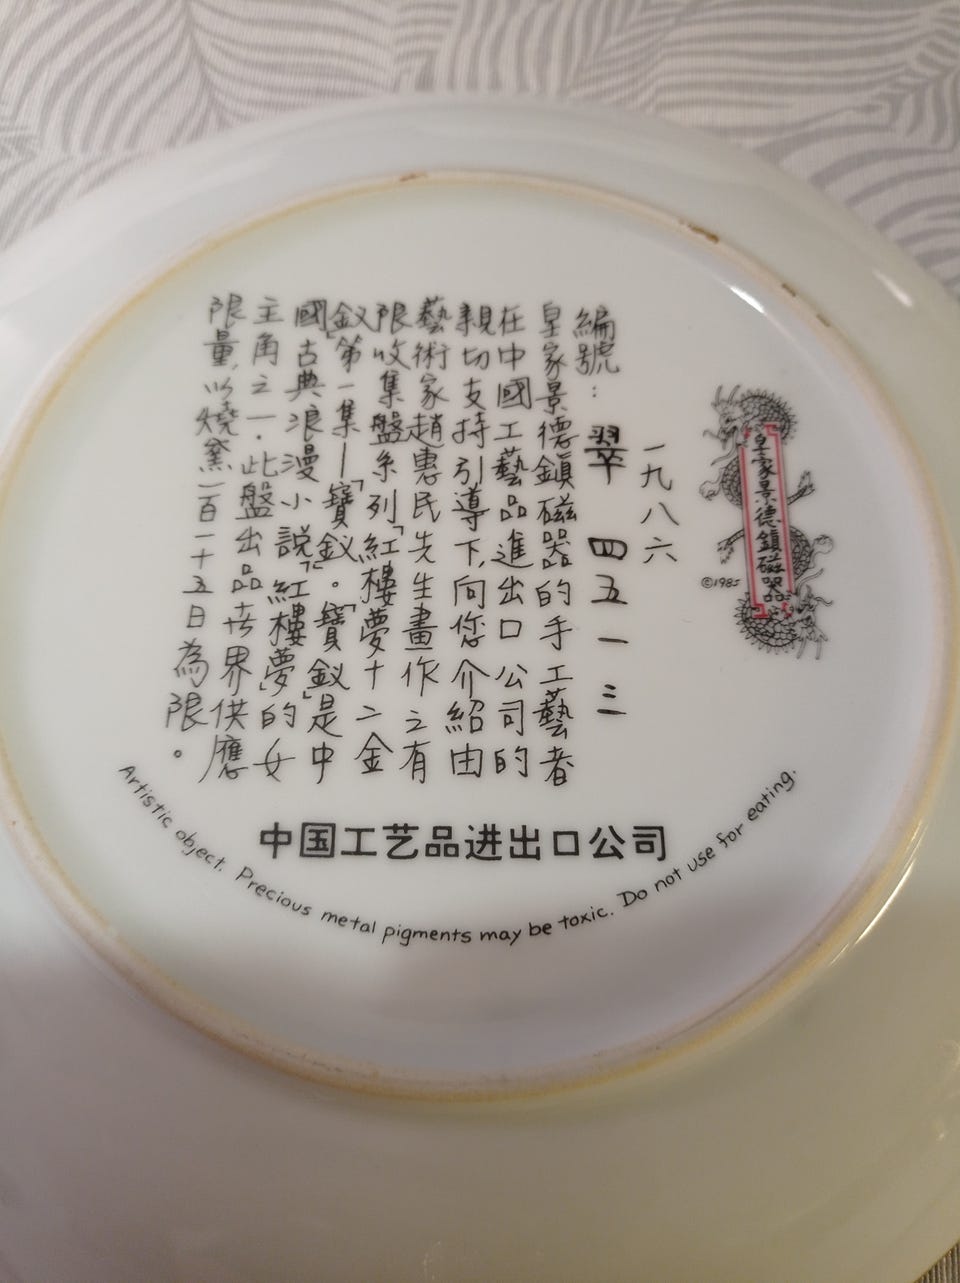 皇家景德鎮磁器
©1985
一九八六
編號: 翠 四五一三
皇家景德鎮磁器的手工藝者
在中國工藝品進出口公司的
親切支持引導下,向您介紹由
藝術家趙惠民先生畫作之有
限收集盤系列「紅樓夢十二金
釵」第一集—「寶釵」。「寶釵」是中
國古典浪漫小說「紅樓夢」的女
主角之一.此盤出品世界供應
限量,以燒窯一百一十五日為限。
中国工艺品进出口公司
Artistic object. Precious metal pigments may be toxic. Do not use for eating.